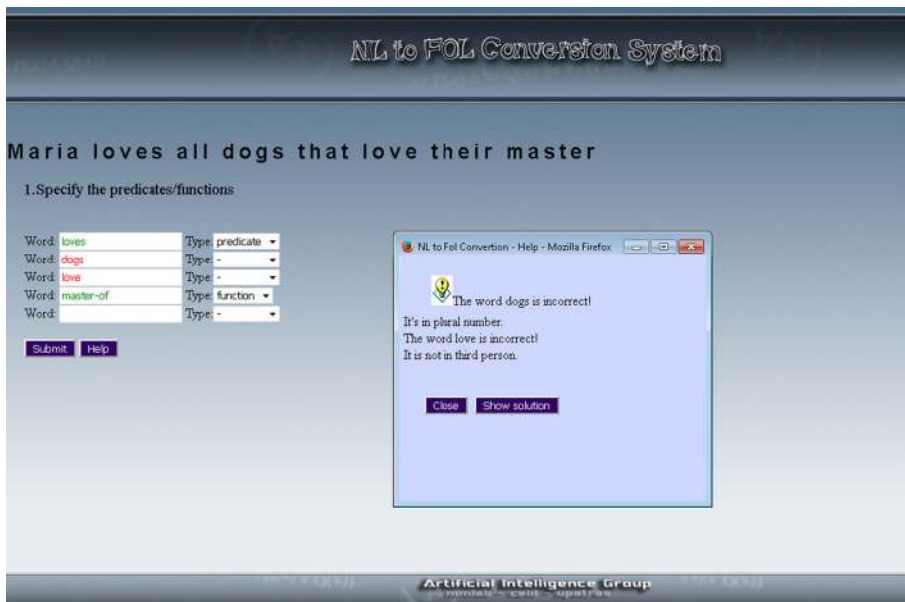 NL to FOL Conversion System
Maria loves all dogs that love their master
1.Specify the predicates/functions
Word: loves Type: predicate
Word: dogs Type: -
Word: love Type: -
Word: master-of Type: function
Word: Type: -
Submit Help
NL to Fol Convertion - Help - Mozilla Firefox
The word dogs is incorrect!
It's in plural number.
The word love is incorrect!
It is not in third person.
Close Show solution
Artificial Intelligence Group